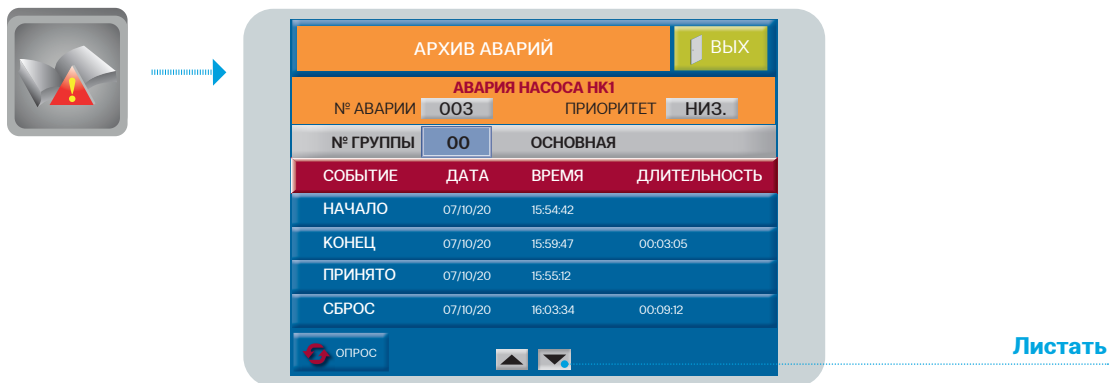 АРХИВ АВАРИЙ ВЫХ
АВАРИЯ НАСОСА НК1
№ АВАРИИ 003 ПРИОРИТЕТ НИЗ.
№ ГРУППЫ 00 ОСНОВНАЯ
СОБЫТИЕ ДАТА ВРЕМЯ ДЛИТЕЛЬНОСТЬ
НАЧАЛО 07/10/20 15:54:42
КОНЕЦ 07/10/20 15:59:47 00:03:05
ПРИНЯТО 07/10/20 15:55:12
СБРОС 07/10/20 16:03:34 00:09:12
ОПРОС
Листать